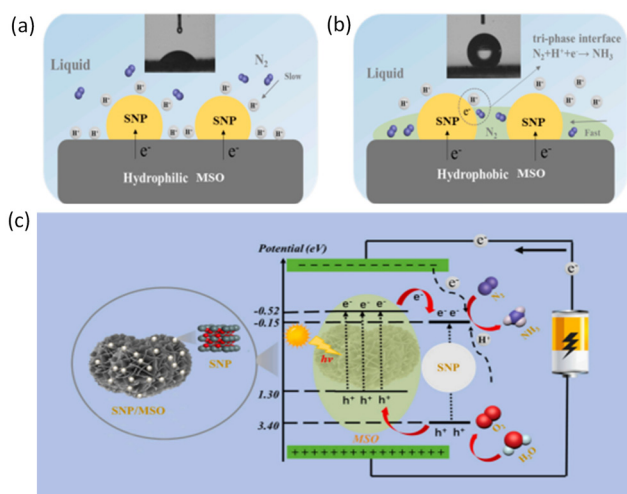 (a)
Liquid
N2
Slow
H+
SNP
SNP
e-
e-
Hydrophilic MSO
(b)
tri-phase interface
N2+H++e-→ NH3
Liquid
H+
e-
SNP
N2
SNP
Fast
e-
e-
Hydrophobic MSO
(c)
Potential (eV)
-0.52
-0.15
1.30
3.40
SNP
SNP/MSO
hv
e- e- e-
h+ h+ h+
MSO
e-
e- e-
SNP
h+ h+
e-
H+
N2
NH3
O2
H2O
e-
e-